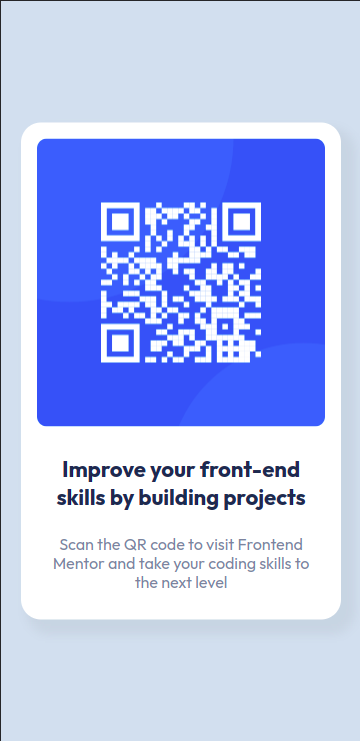 Improve your front-end
skills by building projects
Scan the QR code to visit Frontend
Mentor and take your coding skills to
the next level